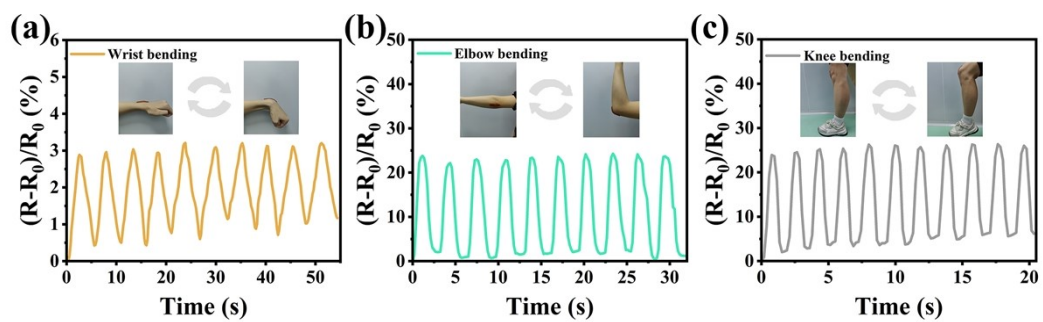 (a)
Wrist bending
(R-R₀)/R₀ (%)
6
5
4
3
2
1
0
0 10 20 30 40 50
Time (s)
(b)
Elbow bending
(R-R₀)/R₀ (%)
50
40
30
20
10
0
0 5 10 15 20 25 30
Time (s)
(c)
Knee bending
(R-R₀)/R₀ (%)
50
40
30
20
10
0
0 5 10 15 20
Time (s)